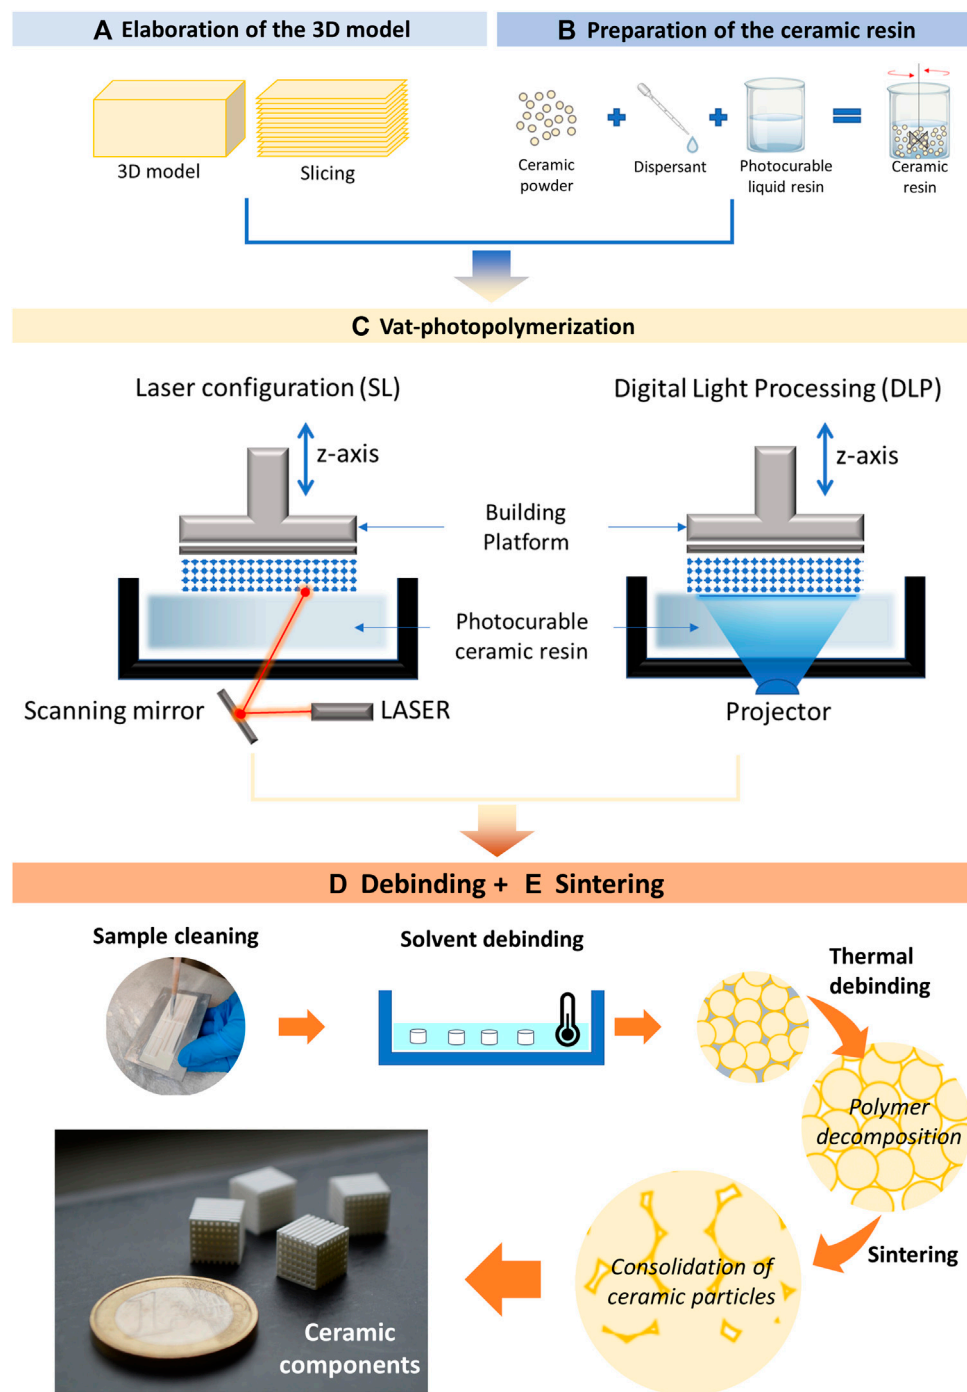 A Elaboration of the 3D model
B Preparation of the ceramic resin
3D model
Slicing
Ceramic
powder
Dispersant
Photocurable
liquid resin
Ceramic
resin
C Vat-photopolymerization
Laser configuration (SL)
Digital Light Processing (DLP)
z-axis
z-axis
Building
Platform
Photocurable
ceramic resin
Scanning mirror
LASER
Projector
D Debinding + E Sintering
Sample cleaning
Solvent debinding
Thermal
debinding
Polymer
decomposition
Sintering
Consolidation of
ceramic particles
Ceramic
components